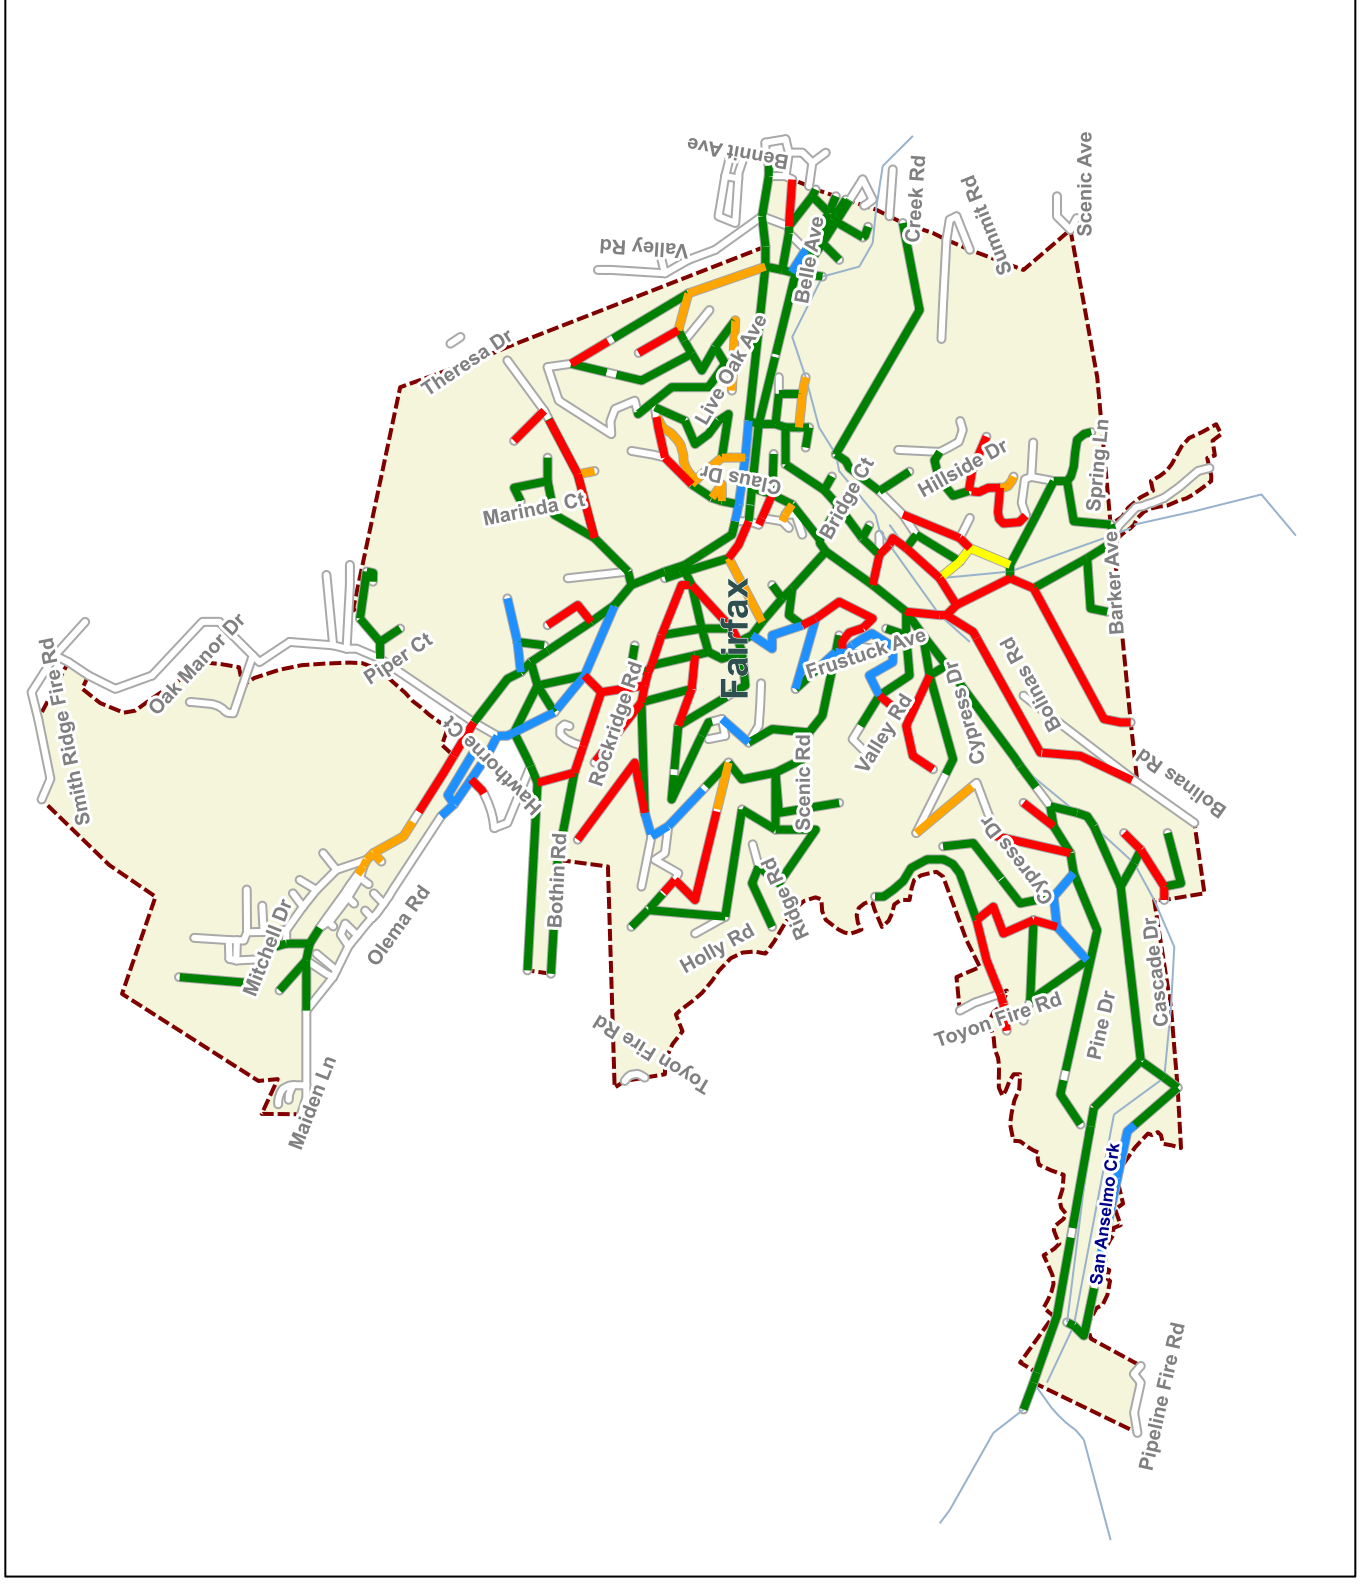 Bennit Ave
Scenic Ave
Creek Rd
Summit Rd
Valley Rd
Belle Ave
Theresa Dr
Live Oak Ave
Spring Ln
Hillside Dr
Claus Dr
Bridge Ct
Marinda Ct
Barker Ave
Fairfax
Oak Manor Dr
Piper Ct
Smith Ridge Fire Rd
Frustuck Ave
Bolinas Rd
Cypress Dr
Rockridge Rd
Valley Rd
Hawthorne Ct
Scenic Rd
Bolinas Rd
Cypress Dr
Bothin Rd
Ridge Rd
Mitchell Dr
Olema Rd
Holly Rd
Cascade Dr
Toyon Fire Rd
Pine Dr
Toyon Fire Rd
Maiden Ln
San Anselmo Crk
Pipeline Fire Rd